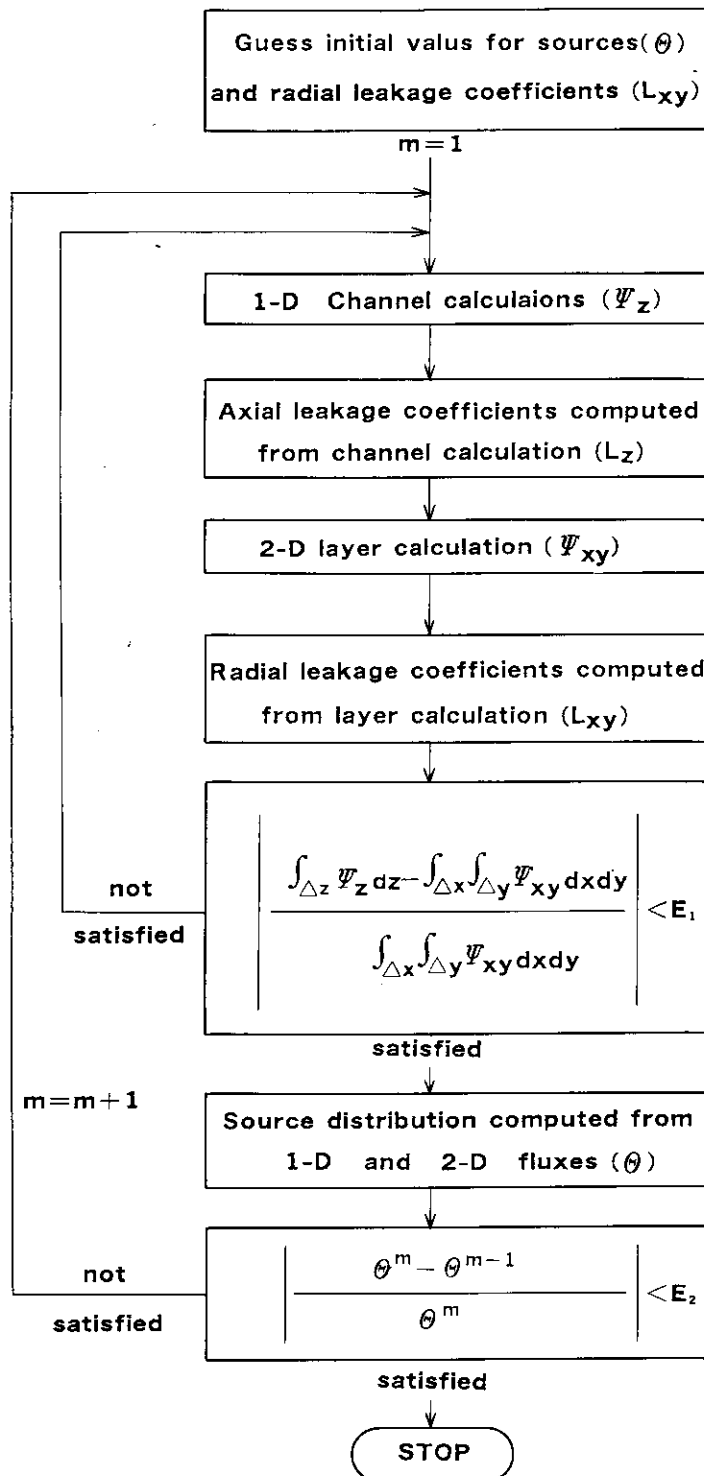 Guess initial valus for sources(Θ)
and radial leakage coefficients (Lxy)
m=1
1-D Channel calculaions (Ψz)
Axial leakage coefficients computed
from channel calculation (Lz)
2-D layer calculation (Ψxy)
Radial leakage coefficients computed
from layer calculation (Lxy)
∫△z Ψz dz−∫△x∫△y Ψxy dxdy
∫△x∫△y Ψxy dxdy
<E₁
not
satisfied
satisfied
m=m+1
Source distribution computed from
1-D and 2-D fluxes (Θ)
Θ^m − Θ^m−1
Θ^m
<E₂
not
satisfied
satisfied
STOP